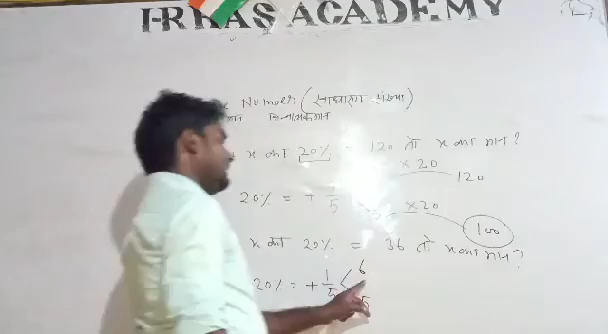 IRHAS ACADEMY
Number (साधारण संख्या)
x का 20% = 120 तो x का मान ?
× 20
120
20% = + 1/5
× 20
100
x का 20% = 36 तो x का मान ?
20% = + 1/5 < 6
5